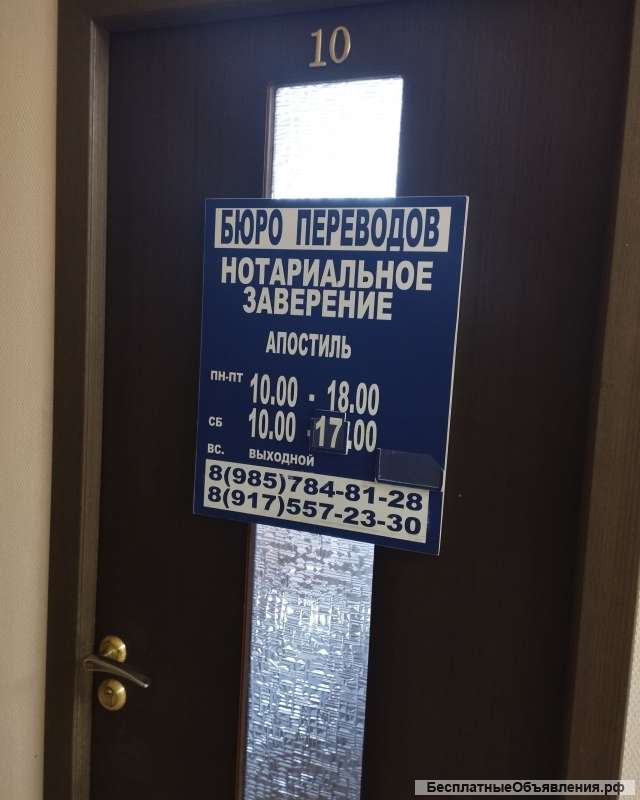 10
БЮРО ПЕРЕВОДОВ
НОТАРИАЛЬНОЕ
ЗАВЕРЕНИЕ
АПОСТИЛЬ
ПН-ПТ 10.00 - 18.00
СБ 10.00 - 17.00
ВС. ВЫХОДНОЙ
8(985)784-81-28
8(917)557-23-30
БесплатныеОбъявления.рф